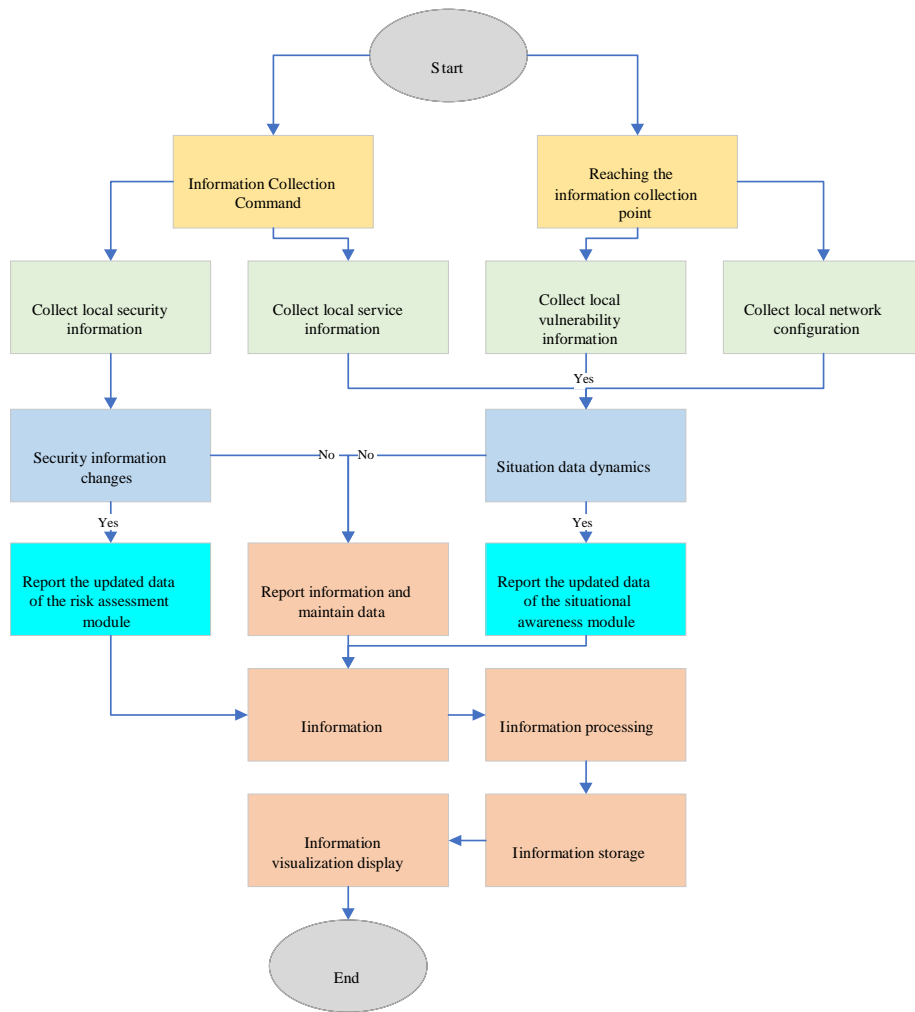 Start
Information Collection
Command
Reaching the
information collection
point
Collect local security
information
Collect local service
information
Collect local
vulnerability
information
Collect local network
configuration
Yes
Security information
changes
No
No
Situation data dynamics
Yes
Yes
Report the updated data
of the risk assessment
module
Report information and
maintain data
Report the updated data
of the situational
awareness module
Iinformation
Iinformation processing
Information
visualization display
Iinformation storage
End